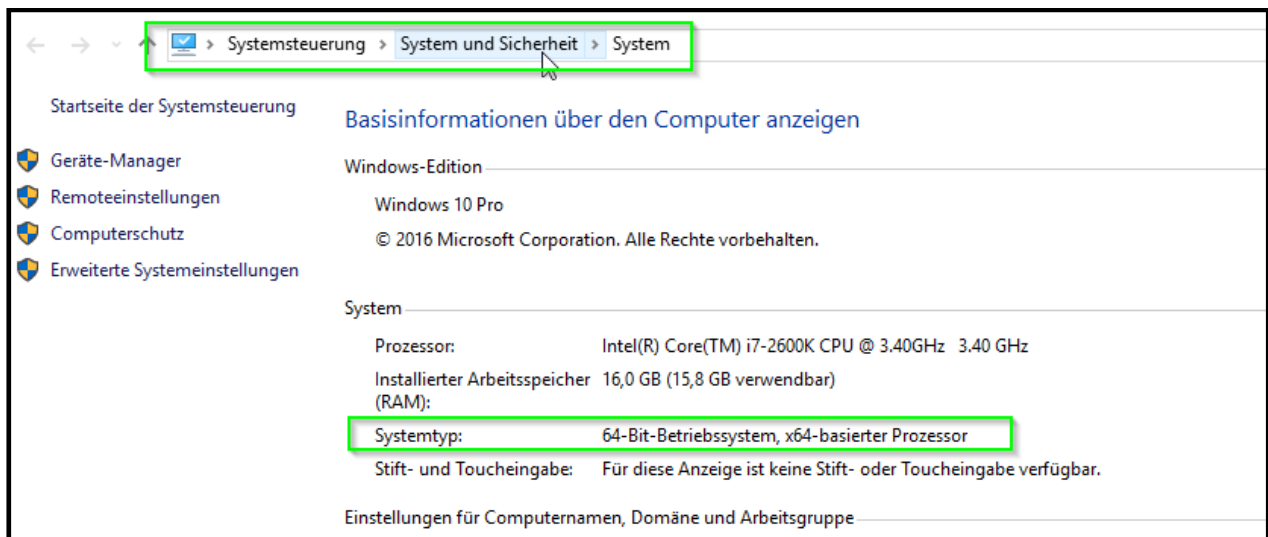 Systemsteuerung > System und Sicherheit > System
Startseite der Systemsteuerung
Geräte-Manager
Remoteeinstellungen
Computerschutz
Erweiterte Systemeinstellungen
Basisinformationen über den Computer anzeigen
Windows-Edition
Windows 10 Pro
© 2016 Microsoft Corporation. Alle Rechte vorbehalten.
System
Prozessor: Intel(R) Core(TM) i7-2600K CPU @ 3.40GHz 3.40 GHz
Installierter Arbeitsspeicher 16,0 GB (15,8 GB verwendbar)
(RAM):
Systemtyp: 64-Bit-Betriebssystem, x64-basierter Prozessor
Stift- und Toucheingabe: Für diese Anzeige ist keine Stift- oder Toucheingabe verfügbar.
Einstellungen für Computernamen, Domäne und Arbeitsgruppe